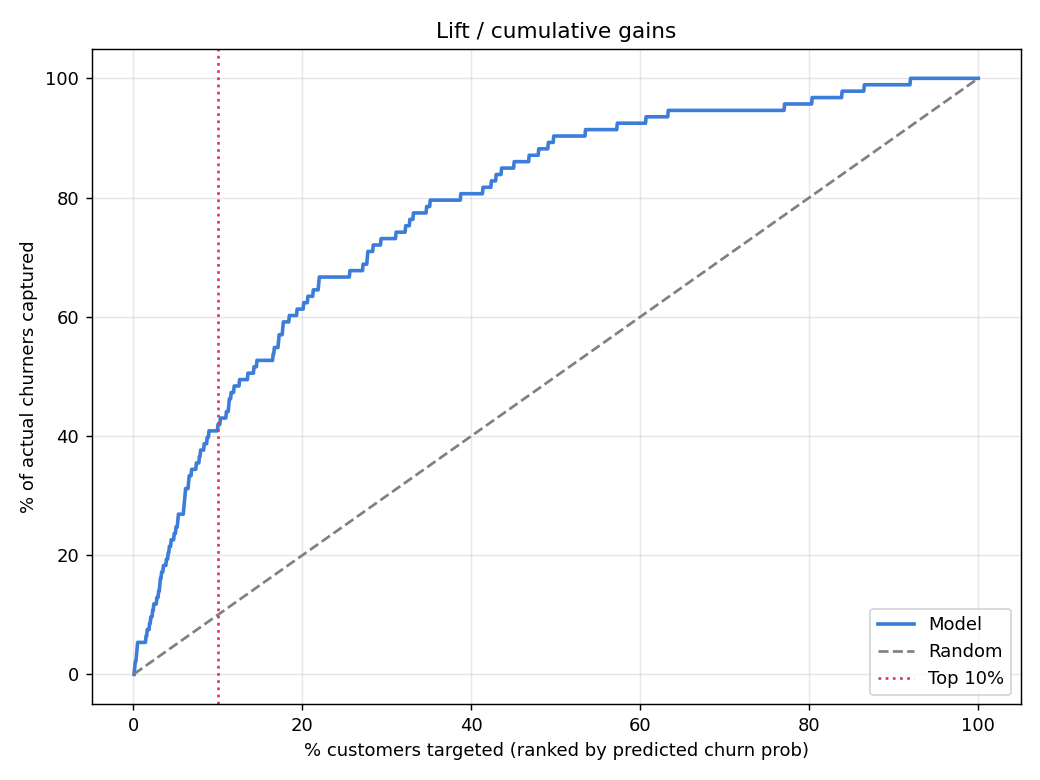 Lift / cumulative gains
% of actual churners captured
100
80
60
40
20
0
0 20 40 60 80 100
% customers targeted (ranked by predicted churn prob)
Model
Random
Top 10%